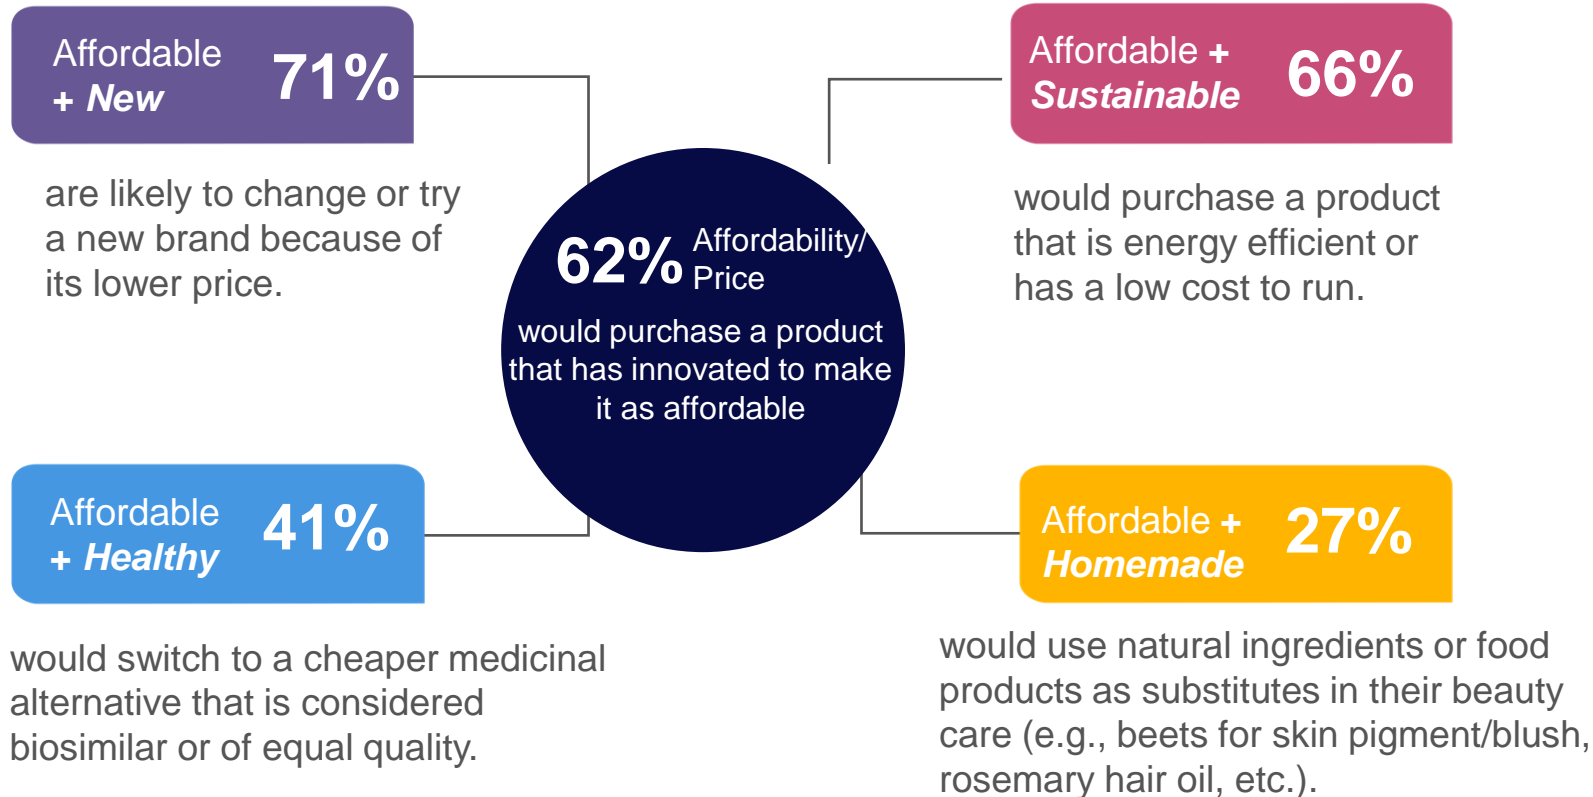 Affordable
+ New
71%
are likely to change or try
a new brand because of
its lower price.
Affordable +
Sustainable
66%
would purchase a product
that is energy efficient or
has a low cost to run.
62%
Affordability/
Price
would purchase a product
that has innovated to make
it as affordable
Affordable
+ Healthy
41%
would switch to a cheaper medicinal
alternative that is considered
biosimilar or of equal quality.
Affordable +
Homemade
27%
would use natural ingredients or food
products as substitutes in their beauty
care (e.g., beets for skin pigment/blush,
rosemary hair oil, etc.).